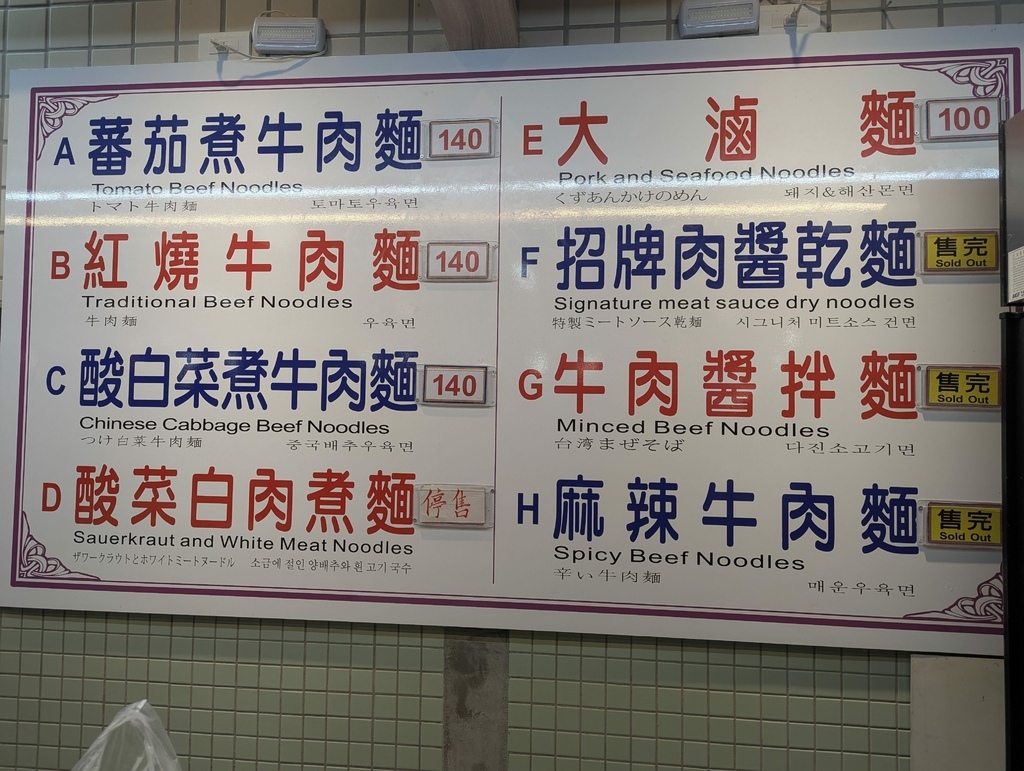 A 蕃茄煮牛肉麵 140
Tomato Beef Noodles
トマト牛肉麺 토마토우육면
B 紅燒牛肉麵 140
Traditional Beef Noodles
牛肉麺 우육면
C 酸白菜煮牛肉麵 140
Chinese Cabbage Beef Noodles
つけ白菜牛肉麺 중국배추우육면
D 酸菜白肉煮麵 停售
Sauerkraut and White Meat Noodles
ザワークラウトとホワイトミートヌードル 소금에 절인 양배추와 흰 고기 국수
E 大滷麵 100
Pork and Seafood Noodles
くずあんかけのめん 돼지&해산몬면
F 招牌肉醬乾麵 售完
Sold Out
Signature meat sauce dry noodles
特製ミートソース乾麺 시그니처 미트소스 건면
G 牛肉醬拌麵 售完
Sold Out
Minced Beef Noodles
台湾まぜそば 다진소고기면
H 麻辣牛肉麵 售完
Sold Out
Spicy Beef Noodles
辛い牛肉麺 매운우육면